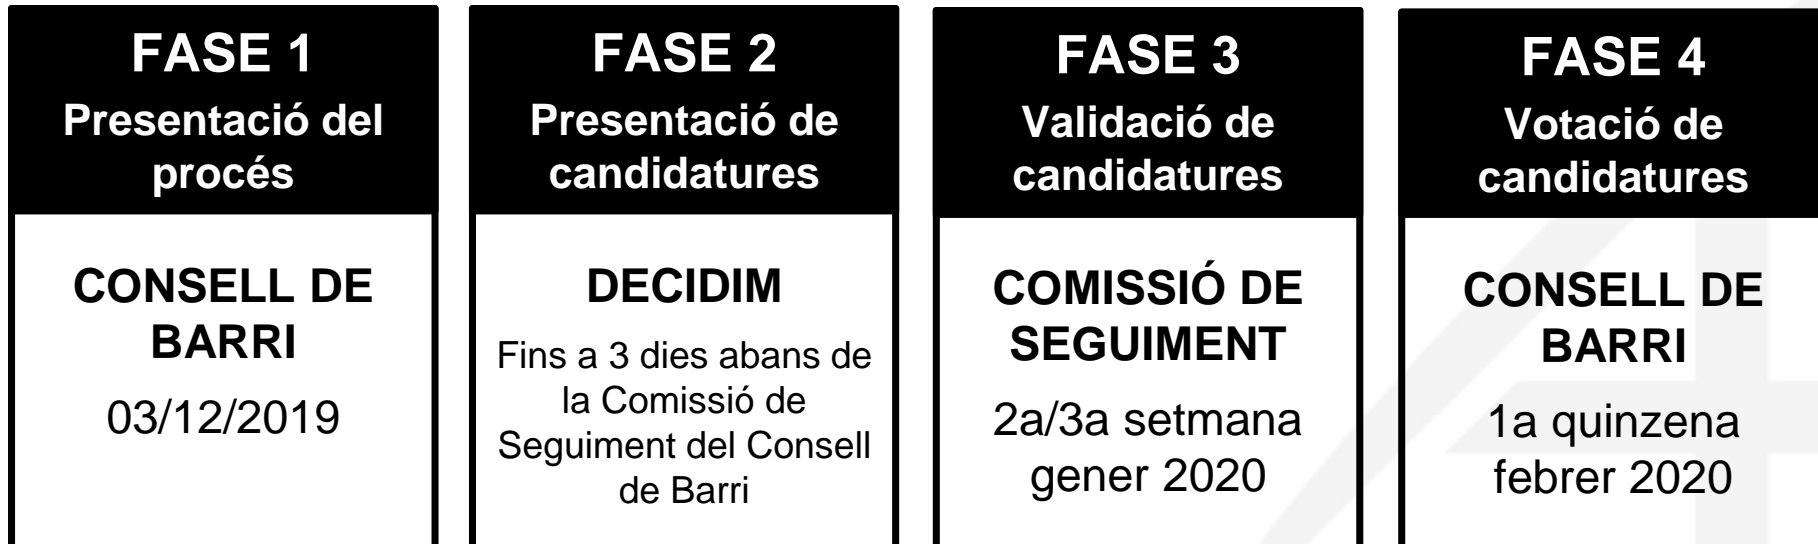 FASE 1
Presentació del
procés
CONSELL DE
BARRI
03/12/2019
FASE 2
Presentació de
candidatures
DECIDIM
Fins a 3 dies abans de
la Comissió de
Seguiment del Consell
de Barri
FASE 3
Validació de
candidatures
COMISSIÓ DE
SEGUIMENT
2a/3a setmana
gener 2020
FASE 4
Votació de
candidatures
CONSELL DE
BARRI
1a quinzena
febrer 2020